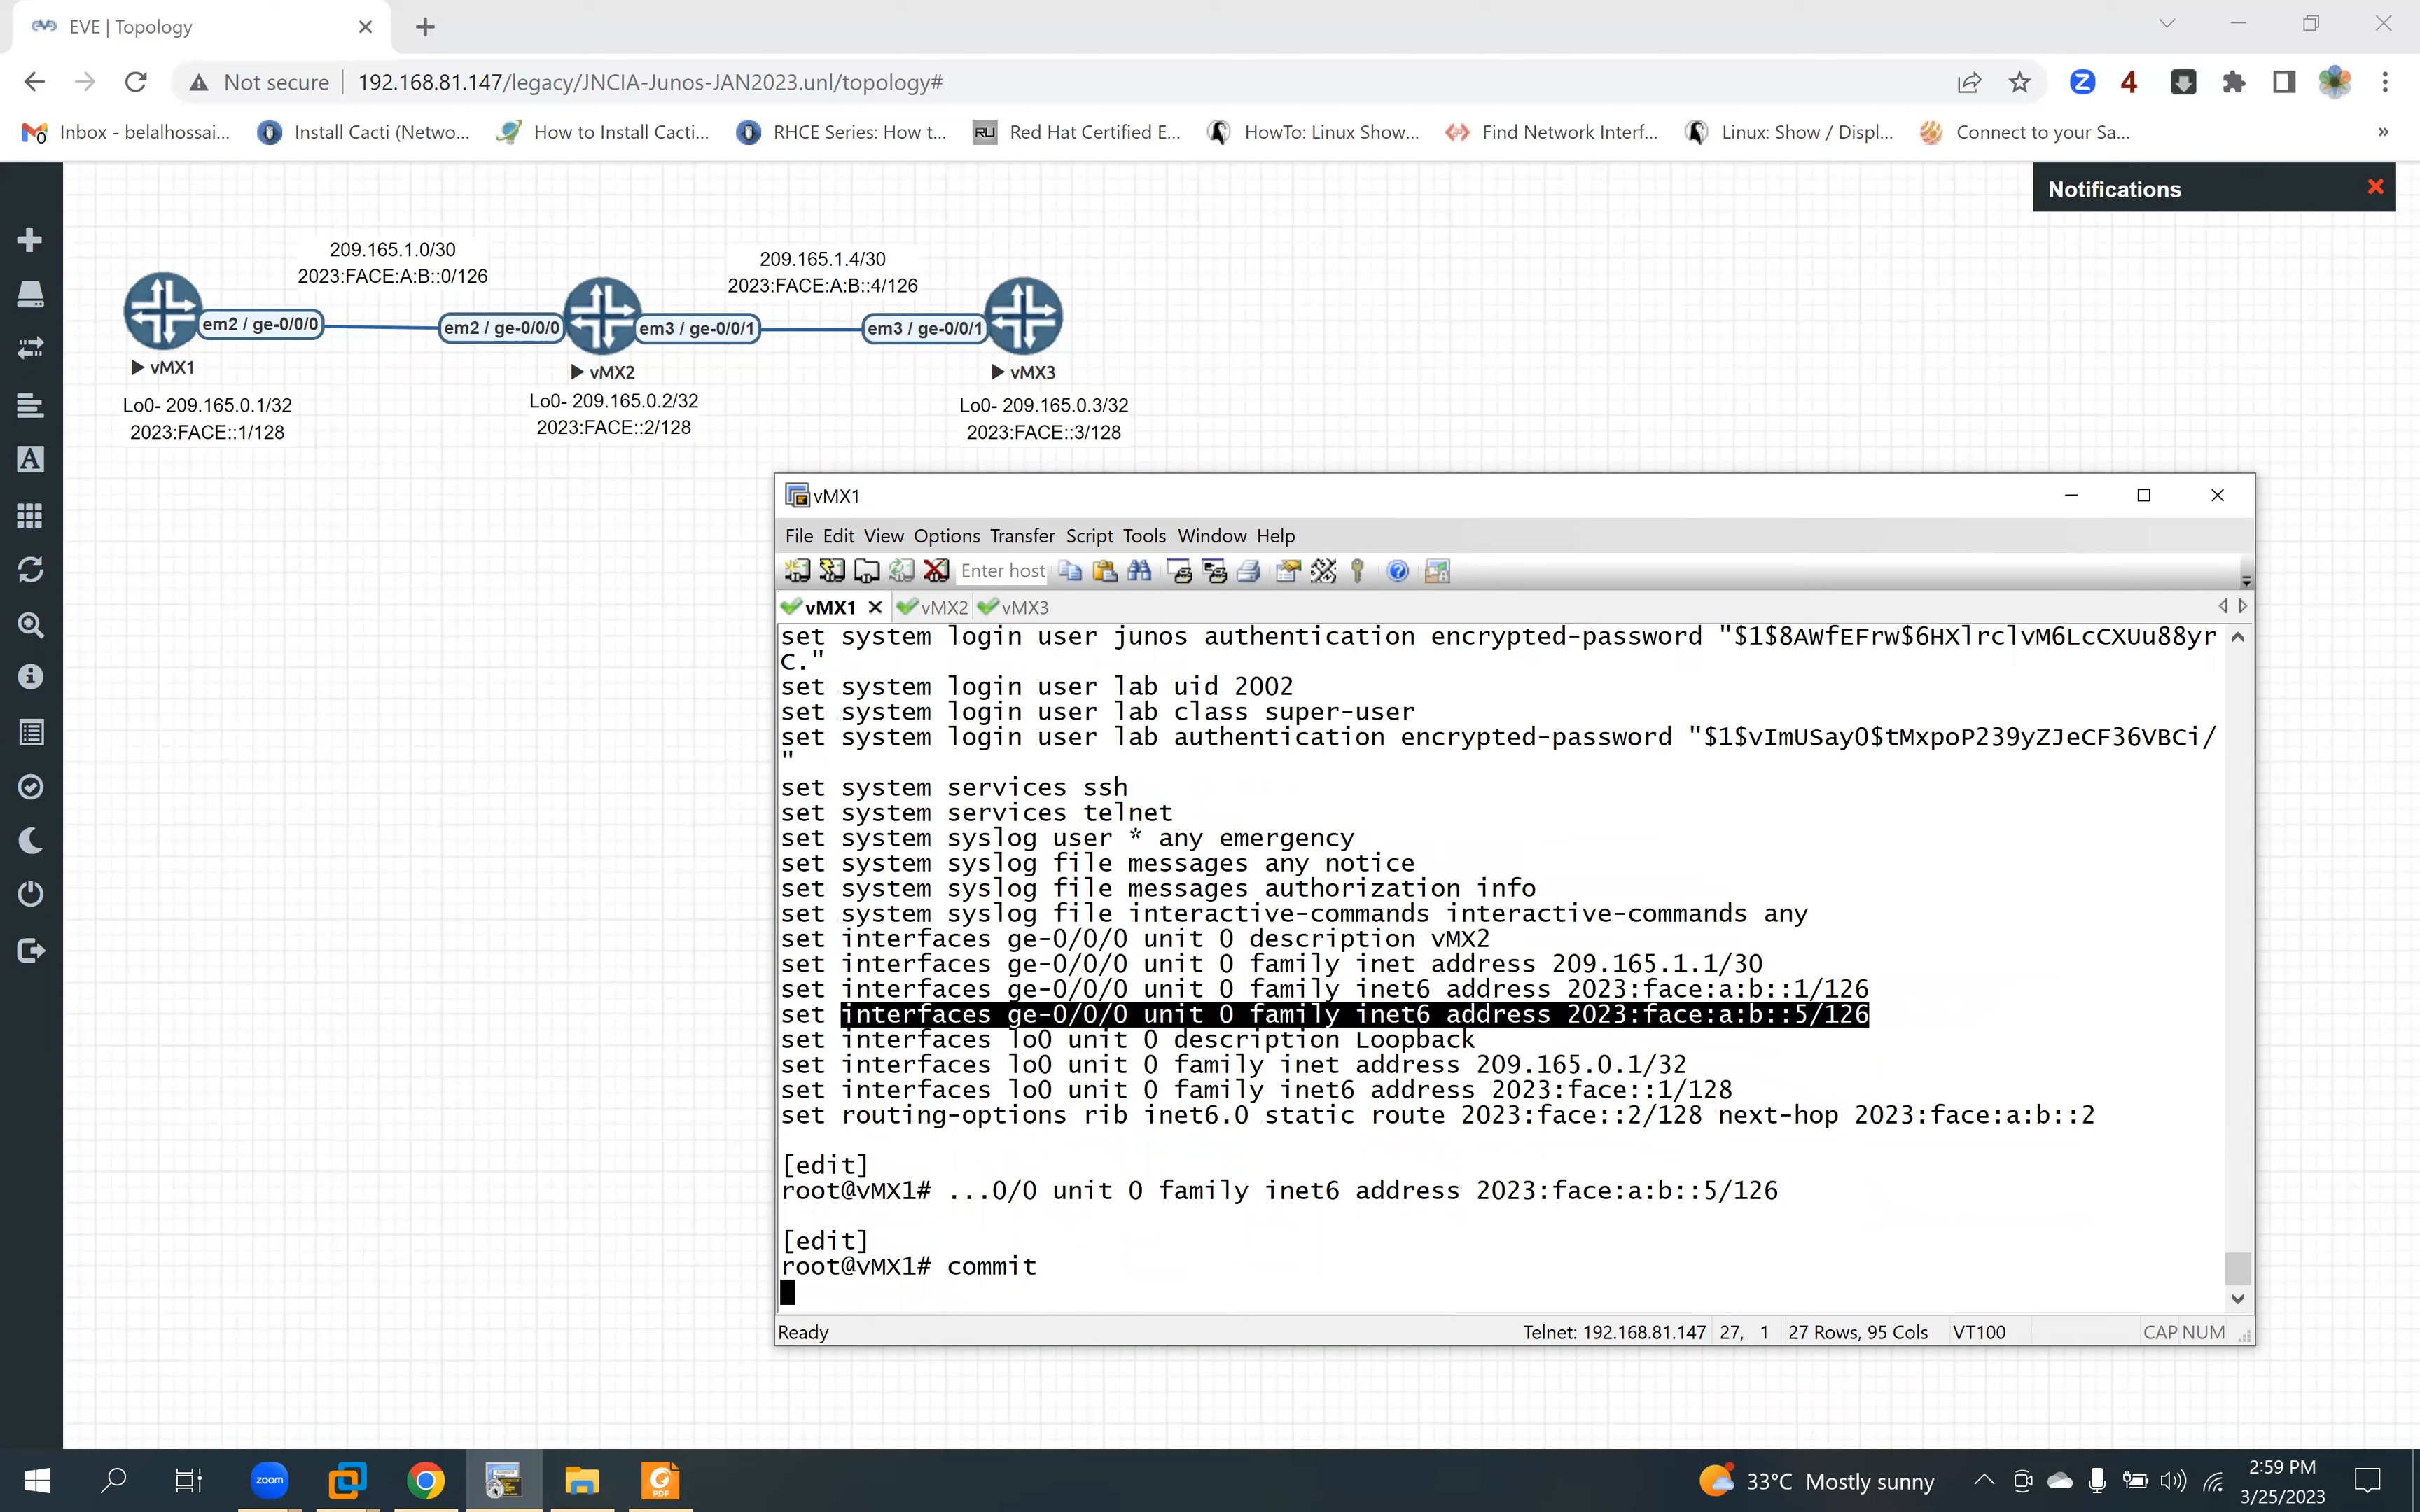 EVE | Topology
Not secure
192.168.81.147/legacy/JNCIA-Junos-JAN2023.unl/topology#
4
Inbox - belalhossai...
Install Cacti (Netwo...
How to Install Cacti...
RHCE Series: How t...
RU
Red Hat Certified E...
HowTo: Linux Show...
Find Network Interf...
Linux: Show / Displ...
Connect to your Sa...
»
Notifications
209.165.1.0/30
2023:FACE:A:B::0/126
209.165.1.4/30
2023:FACE:A:B::4/126
em2 / ge-0/0/0
em2 / ge-0/0/0
em3 / ge-0/0/1
em3 / ge-0/0/1
vMX1
vMX2
vMX3
Lo0- 209.165.0.1/32
2023:FACE::1/128
Lo0- 209.165.0.2/32
2023:FACE::2/128
Lo0- 209.165.0.3/32
2023:FACE::3/128
vMX1
File Edit View Options Transfer Script Tools Window Help
Enter host
vMX1
vMX2
vMX3
set system login user junos authentication encrypted-password "$1$8AWfEFrw$6HXlrclvM6LcCXUu88yr
C."
set system login user lab uid 2002
set system login user lab class super-user
set system login user lab authentication encrypted-password "$1$vImUSayO$tMxpoP239yZJeCF36VBCi/
"
set system services ssh
set system services telnet
set system syslog user * any emergency
set system syslog file messages any notice
set system syslog file messages authorization info
set system syslog file interactive-commands interactive-commands any
set interfaces ge-0/0/0 unit 0 description vMX2
set interfaces ge-0/0/0 unit 0 family inet address 209.165.1.1/30
set interfaces ge-0/0/0 unit 0 family inet6 address 2023:face:a:b::1/126
set interfaces ge-0/0/0 unit 0 family inet6 address 2023:face:a:b::5/126
set interfaces lo0 unit 0 description Loopback
set interfaces lo0 unit 0 family inet address 209.165.0.1/32
set interfaces lo0 unit 0 family inet6 address 2023:face::1/128
set routing-options rib inet6.0 static route 2023:face::2/128 next-hop 2023:face:a:b::2
[edit]
root@vMX1# ...0/0 unit 0 family inet6 address 2023:face:a:b::5/126
[edit]
root@vMX1# commit
Ready
Telnet: 192.168.81.147
27, 1
27 Rows, 95 Cols
VT100
CAP NUM
zoom
PDF
33°C Mostly sunny
2:59 PM
3/25/2023